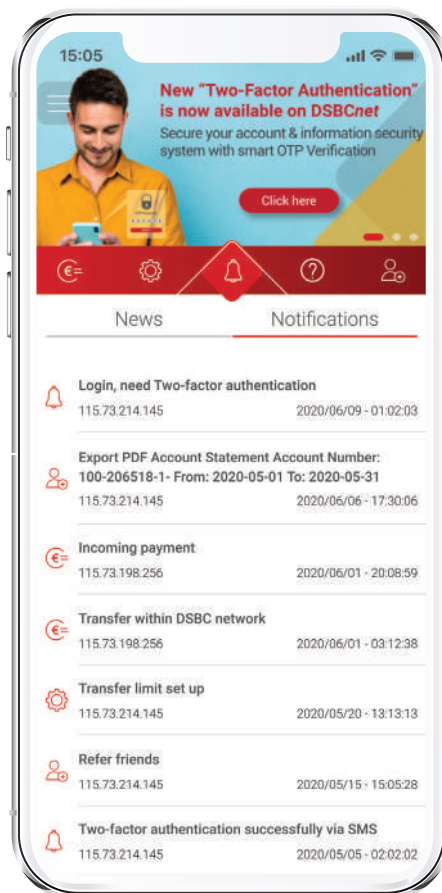 15:05
New “Two-Factor Authentication”
is now available on DSBCnet
Secure your account & information security
system with smart OTP Verification
Click here
News
Notifications
Login, need Two-factor authentication
115.73.214.145
2020/06/09 - 01:02:03
Export PDF Account Statement Account Number:
100-206518-1- From: 2020-05-01 To: 2020-05-31
115.73.214.145
2020/06/06 - 17:30:06
Incoming payment
115.73.198.256
2020/06/01 - 20:08:59
Transfer within DSBC network
115.73.198.256
2020/06/01 - 03:12:38
Transfer limit set up
115.73.214.145
2020/05/20 - 13:13:13
Refer friends
115.73.214.145
2020/05/15 - 15:05:28
Two-factor authentication successfully via SMS
115.73.214.145
2020/05/05 - 02:02:02